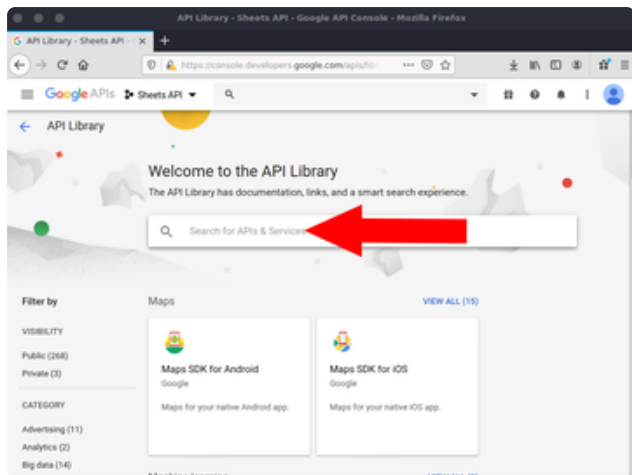 API Library - Sheets API - Google API Console - Mozilla Firefox
API Library - Sheets API -
https://console.developers.google.com/apis/lib
Google APIs Sheets API
API Library
Welcome to the API Library
The API Library has documentation, links, and a smart search experience.
Search for APIs & Services
Filter by
VISIBILITY
Public (268)
Private (3)
CATEGORY
Advertising (11)
Analytics (2)
Big data (14)
Maps
VIEW ALL (15)
Maps SDK for Android
Google
Maps for your native Android app.
Maps SDK for iOS
Google
Maps for your native iOS app.